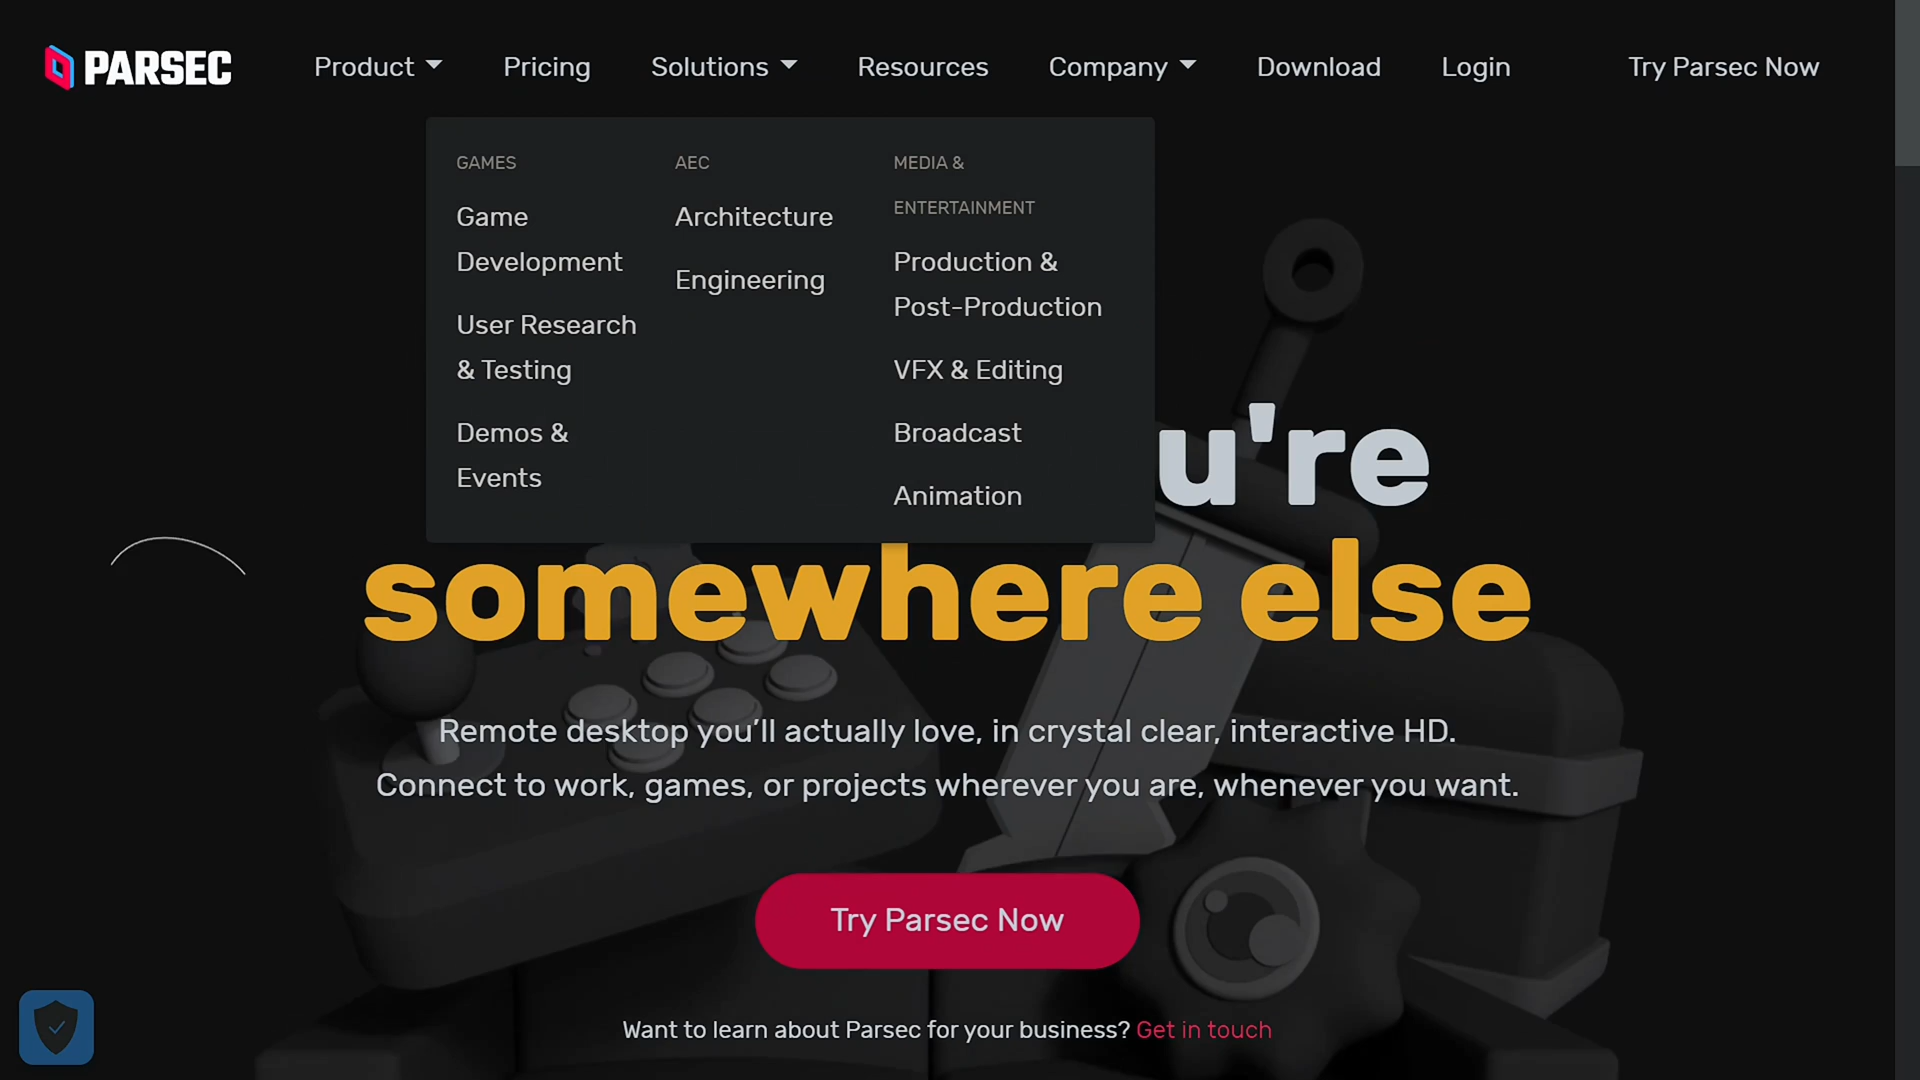 PARSEC
Product
Pricing
Solutions
Resources
Company
Download
Login
Try Parsec Now
GAMES
Game
Development
User Research
& Testing
Demos &
Events
AEC
Architecture
Engineering
MEDIA &
ENTERTAINMENT
Production &
Post-Production
VFX & Editing
Broadcast
Animation
u're
somewhere else
Remote desktop you’ll actually love, in crystal clear, interactive HD.
Connect to work, games, or projects wherever you are, whenever you want.
Try Parsec Now
Want to learn about Parsec for your business? Get in touch